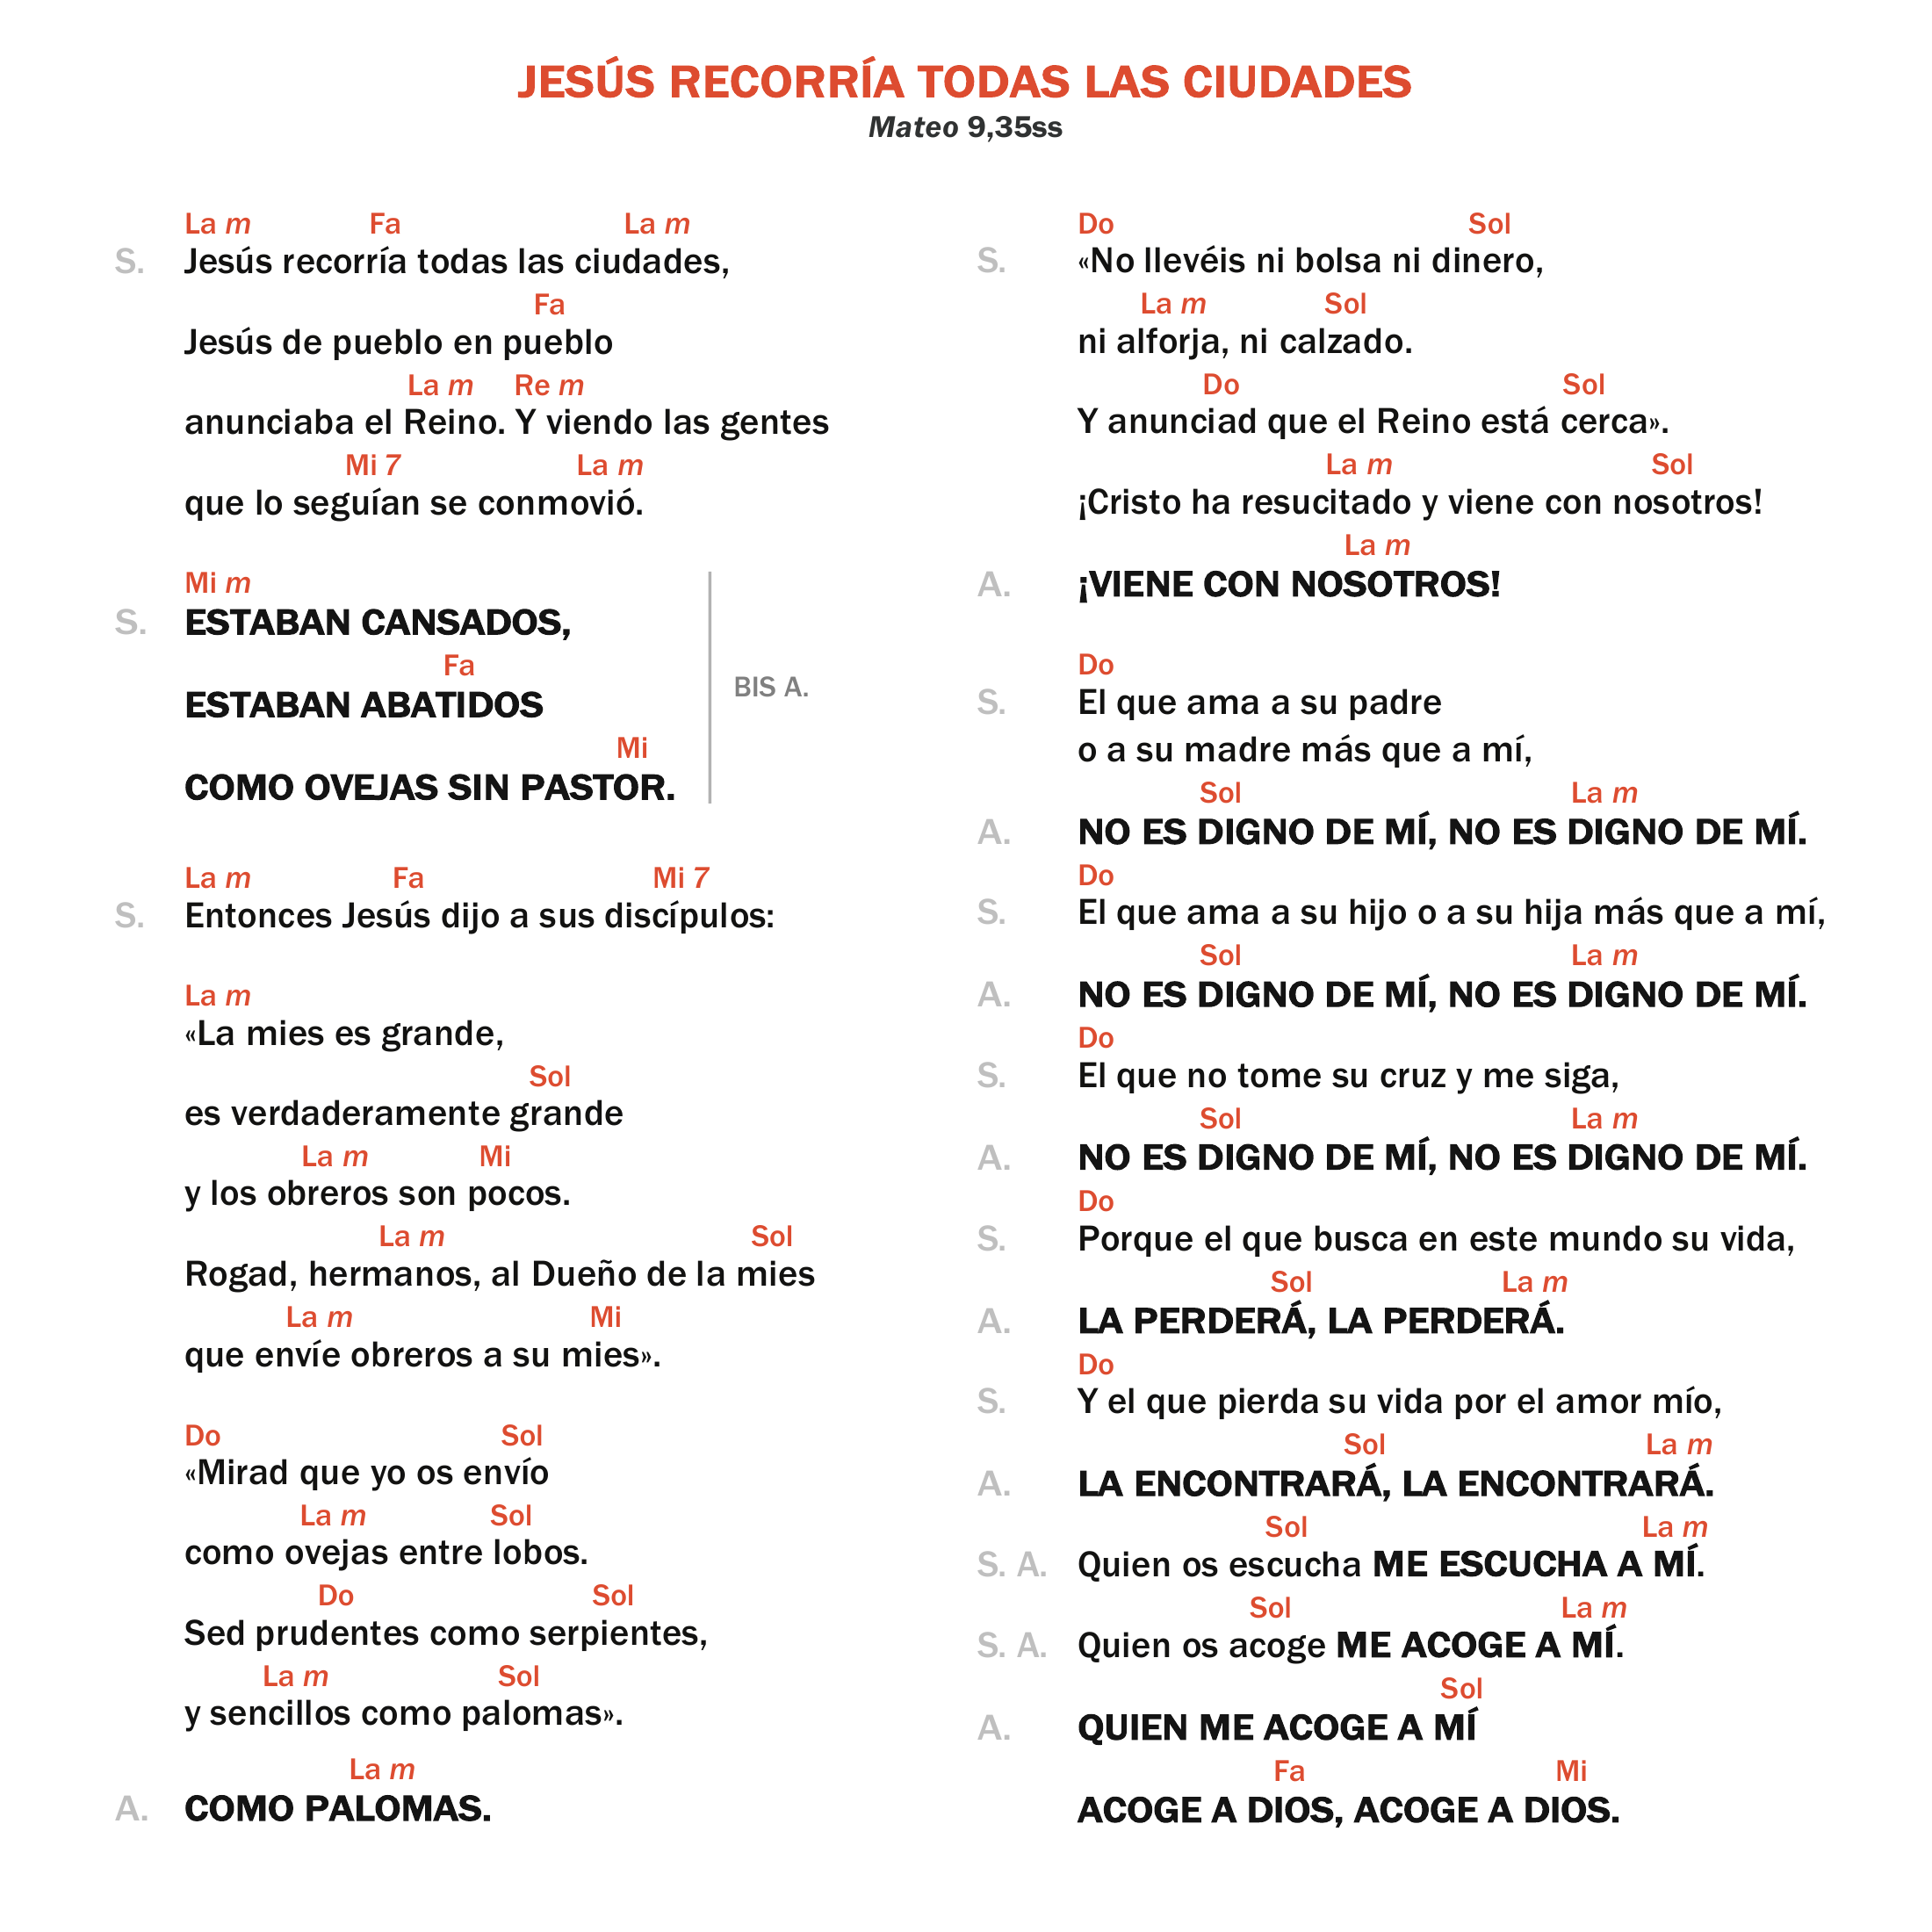 JESÚS RECORRÍA TODAS LAS CIUDADES
Mateo 9,35ss
La m Fa La m
S. Jesús recorría todas las ciudades,
Fa
Jesús de pueblo en pueblo
La m Re m
anunciaba el Reino. Y viendo las gentes
Mi 7 La m
que lo seguían se conmovió.
Mi m
S. ESTABAN CANSADOS,
Fa
ESTABAN ABATIDOS
BIS A.
Mi
COMO OVEJAS SIN PASTOR.
La m Fa Mi 7
S. Entonces Jesús dijo a sus discípulos:
La m
«La mies es grande,
Sol
es verdaderamente grande
La m Mi
y los obreros son pocos.
La m Sol
Rogad, hermanos, al Dueño de la mies
La m Mi
que envíe obreros a su mies».
Do Sol
«Mirad que yo os envío
La m Sol
como ovejas entre lobos.
Do Sol
Sed prudentes como serpientes,
La m Sol
y sencillos como palomas».
La m
A. COMO PALOMAS.
Do Sol
S. «No llevéis ni bolsa ni dinero,
La m Sol
ni alforja, ni calzado.
Do Sol
Y anunciad que el Reino está cerca».
La m Sol
¡Cristo ha resucitado y viene con nosotros!
La m
A. ¡VIENE CON NOSOTROS!
Do
S. El que ama a su padre
o a su madre más que a mí,
Sol La m
A. NO ES DIGNO DE MÍ, NO ES DIGNO DE MÍ.
Do
S. El que ama a su hijo o a su hija más que a mí,
Sol La m
A. NO ES DIGNO DE MÍ, NO ES DIGNO DE MÍ.
Do
S. El que no tome su cruz y me siga,
Sol La m
A. NO ES DIGNO DE MÍ, NO ES DIGNO DE MÍ.
Do
S. Porque el que busca en este mundo su vida,
Sol La m
A. LA PERDERÁ, LA PERDERÁ.
Do
S. Y el que pierda su vida por el amor mío,
Sol La m
A. LA ENCONTRARÁ, LA ENCONTRARÁ.
Sol La m
S. A. Quien os escucha ME ESCUCHA A MÍ.
Sol La m
S. A. Quien os acoge ME ACOGE A MÍ.
Sol
A. QUIEN ME ACOGE A MÍ
Fa Mi
ACOGE A DIOS, ACOGE A DIOS.